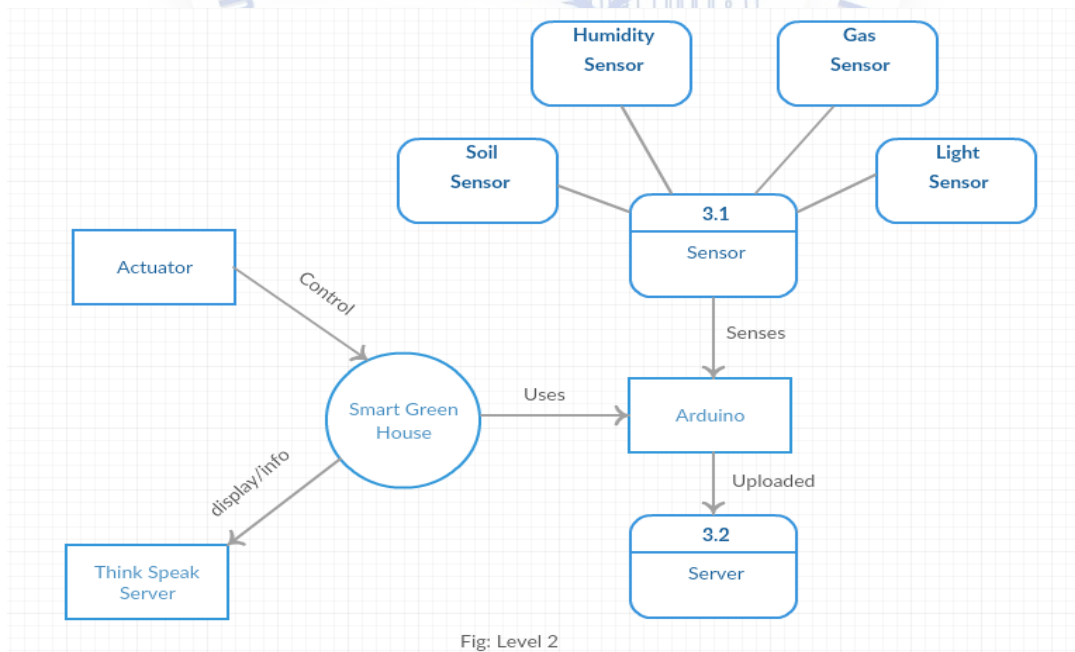 Humidity
Sensor
Gas
Sensor
Soil
Sensor
Light
Sensor
3.1
Sensor
Actuator
Control
Senses
Smart Green
House
Uses
Arduino
display/info
Uploaded
3.2
Server
Think Speak
Server
Fig: Level 2